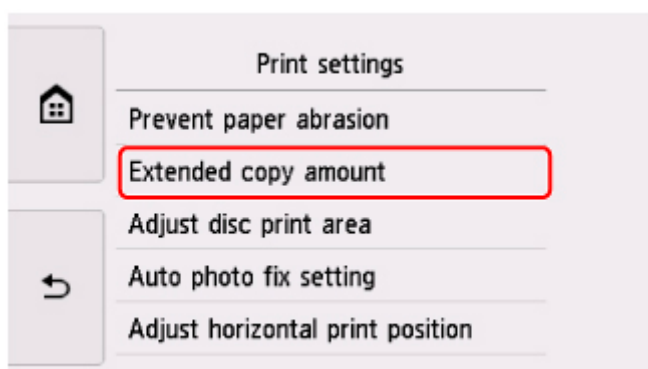 Print settings
Prevent paper abrasion
Extended copy amount
Adjust disc print area
Auto photo fix setting
Adjust horizontal print position